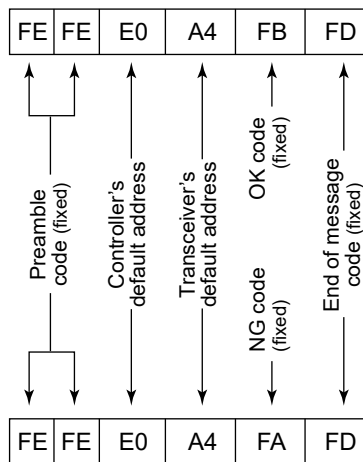 FE FE E0 A4 FB FD
Preamble
code (fixed)
Controller's
default address
Transceiver's
default address
OK code
(fixed)
NG code
(fixed)
End of message
code (fixed)
FE FE E0 A4 FA FD